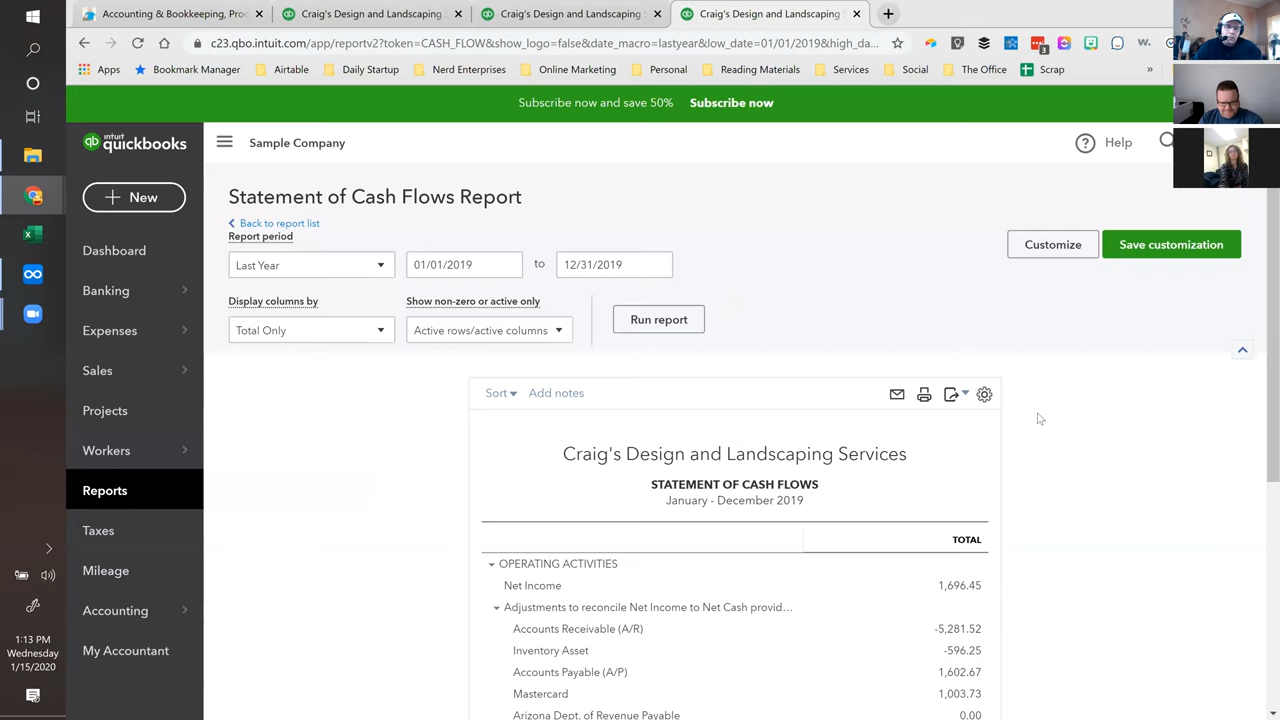 Accounting & Bookkeeping, Proc
Craig's Design and Landscaping S
Craig's Design and Landscaping S
Craig's Design and Landscaping S
c23.qbo.intuit.com/app/reportv2?token=CASH_FLOW&show_logo=false&date_macro=lastyear&low_date=01/01/2019&high_da...
Apps Bookmark Manager Airtable Daily Startup Nerd Enterprises Online Marketing Personal Reading Materials Services Social The Office Scrap »
3
W.
Subscribe now and save 50% Subscribe now
intuit
quickbooks
Sample Company
Help
+ New
Dashboard
Banking
Expenses
Sales
Projects
Workers
Reports
Taxes
Mileage
Accounting
My Accountant
1:13 PM
Wednesday
1/15/2020
Statement of Cash Flows Report
Back to report list
Report period
Last Year 01/01/2019 to 12/31/2019
Customize Save customization
Display columns by Show non-zero or active only
Total Only Active rows/active columns Run report
Sort Add notes
Craig's Design and Landscaping Services
STATEMENT OF CASH FLOWS
January - December 2019
TOTAL
OPERATING ACTIVITIES
Net Income 1,696.45
Adjustments to reconcile Net Income to Net Cash provid...
Accounts Receivable (A/R) -5,281.52
Inventory Asset -596.25
Accounts Payable (A/P) 1,602.67
Mastercard 1,003.73
Arizona Dept. of Revenue Payable 0.00